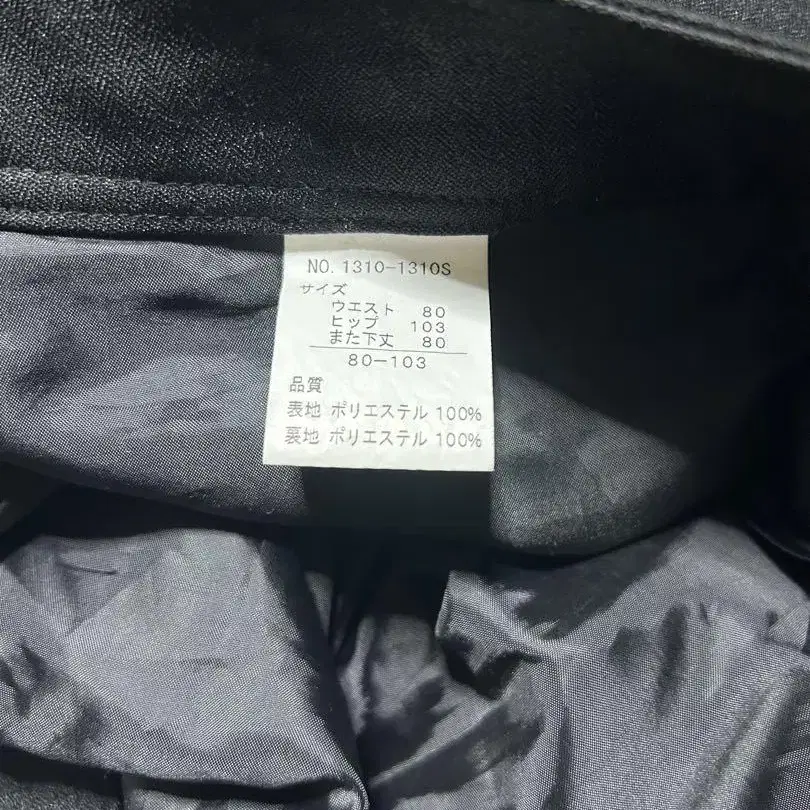 NO. 1310-1310S
サイズ
ウエスト 80
ヒップ 103
また下丈 80
80-103
品質
表地 ポリエステル 100%
裏地 ポリエステル 100%